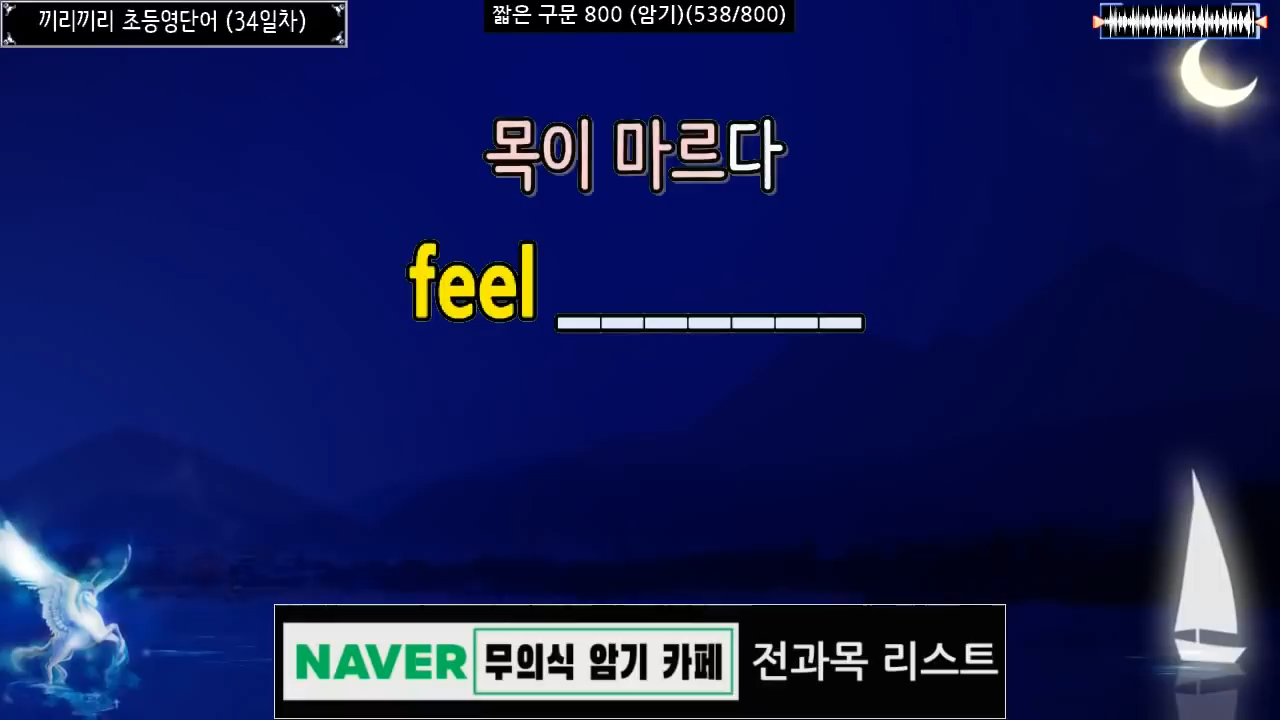 끼리끼리 초등영단어 (34일차)
짧은 구문 800 (암기)(538/800)
목이 마르다
feel _______
NAVER 무의식 암기 카페 전과목 리스트